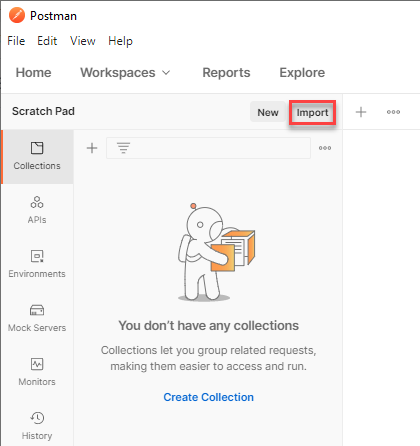 Postman
File Edit View Help
Home Workspaces Reports Explore
Scratch Pad New Import
Collections
APIs
Environments
Mock Servers
Monitors
History
You don't have any collections
Collections let you group related requests,
making them easier to access and run.
Create Collection